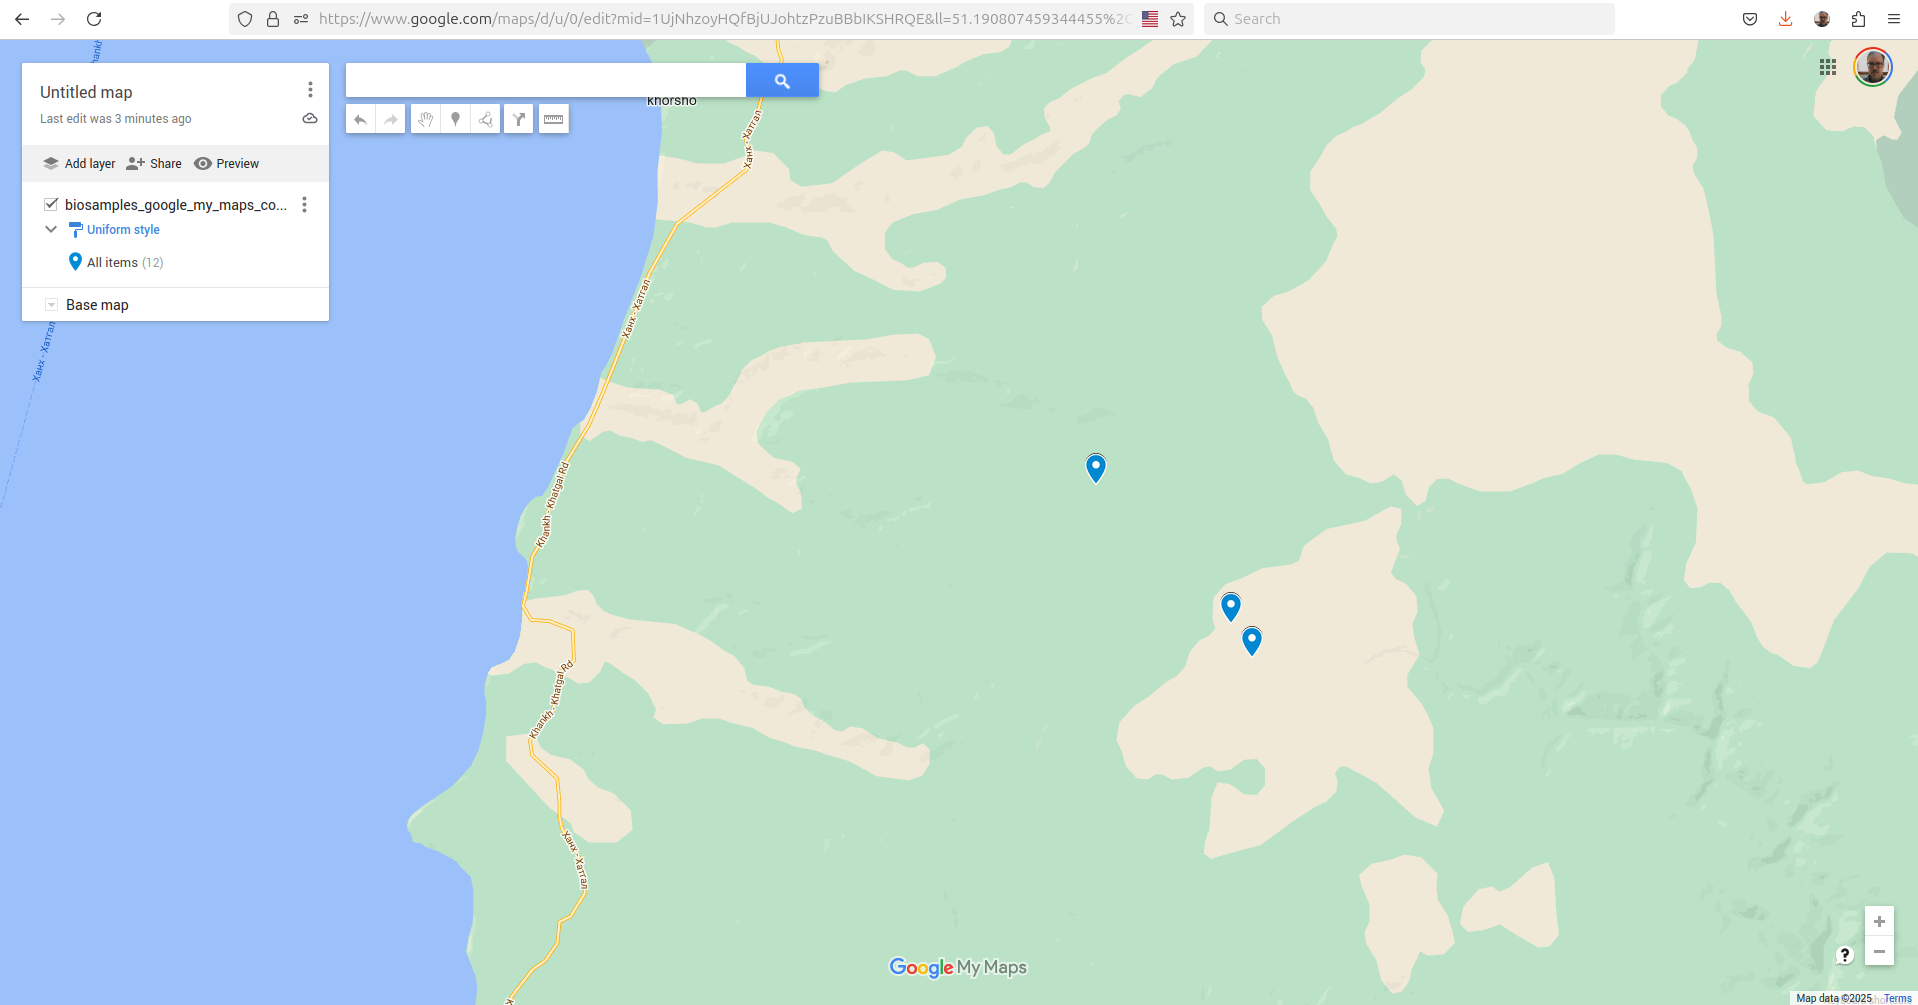 https://www.google.com/maps/d/u/0/edit?mid=1UjNhzoyHQfBjUJohtzPzuBBbIKSHRQE&ll=51.190807459344455%2C
Search
Untitled map
Last edit was 3 minutes ago
Add layer
Share
Preview
biosamples_google_my_maps_co...
Uniform style
All items (12)
Base map
khorsho
Ханх - Хатгал
Ханх - Хатгал
Ханх - Хатгал
Khankh - Khatgal Rd
Khankh - Khatgal Rd
Ханх - Хатгал
Google My Maps
?
Map data ©2025
Terms